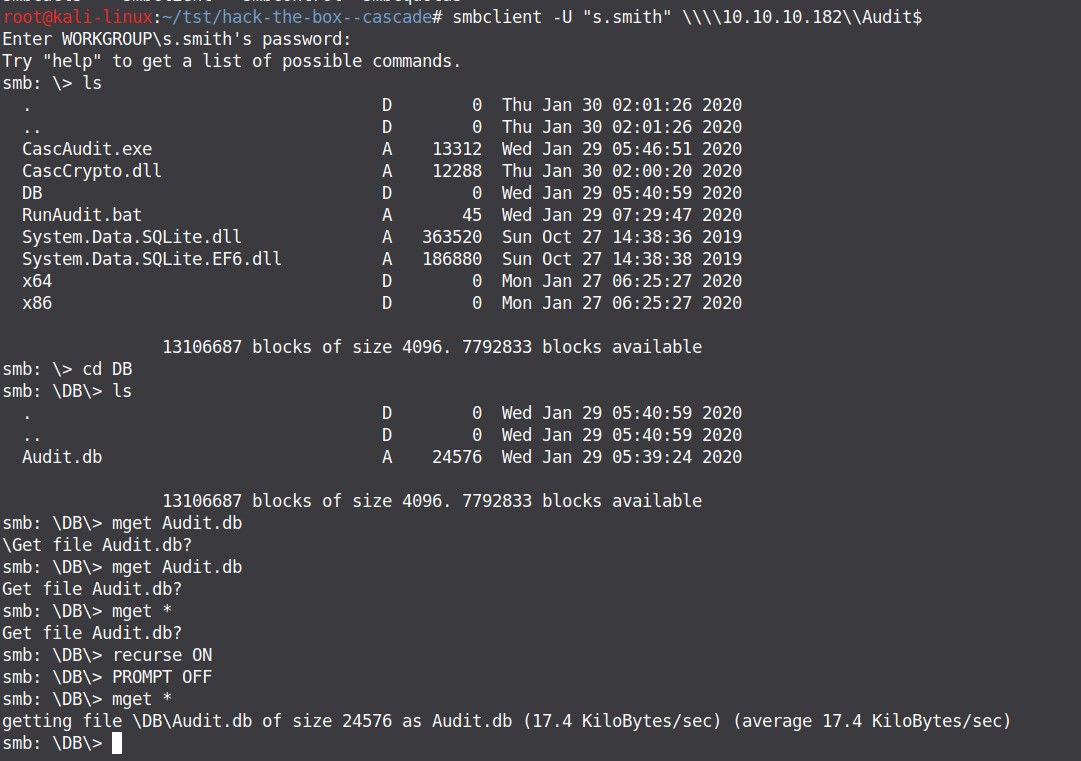 root@kali-linux:~/tst/hack-the-box--cascade# smbclient -U "s.smith" \\\\10.10.10.182\\Audit$
Enter WORKGROUP\s.smith's password:
Try "help" to get a list of possible commands.
smb: \> ls
  .                                   D        0  Thu Jan 30 02:01:26 2020
  ..                                  D        0  Thu Jan 30 02:01:26 2020
  CascAudit.exe                       A    13312  Wed Jan 29 05:46:51 2020
  CascCrypto.dll                      A    12288  Thu Jan 30 02:00:20 2020
  DB                                  D        0  Wed Jan 29 05:40:59 2020
  RunAudit.bat                        A       45  Wed Jan 29 07:29:47 2020
  System.Data.SQLite.dll              A   363520  Sun Oct 27 14:38:36 2019
  System.Data.SQLite.EF6.dll          A   186880  Sun Oct 27 14:38:38 2019
  x64                                 D        0  Mon Jan 27 06:25:27 2020
  x86                                 D        0  Mon Jan 27 06:25:27 2020
                13106687 blocks of size 4096. 7792833 blocks available
smb: \> cd DB
smb: \DB\> ls
  .                                   D        0  Wed Jan 29 05:40:59 2020
  ..                                  D        0  Wed Jan 29 05:40:59 2020
  Audit.db                            A    24576  Wed Jan 29 05:39:24 2020
                13106687 blocks of size 4096. 7792833 blocks available
smb: \DB\> mget Audit.db
\Get file Audit.db?
smb: \DB\> mget Audit.db
Get file Audit.db?
smb: \DB\> mget *
Get file Audit.db?
smb: \DB\> recurse ON
smb: \DB\> PROMPT OFF
smb: \DB\> mget *
getting file \DB\Audit.db of size 24576 as Audit.db (17.4 KiloBytes/sec) (average 17.4 KiloBytes/sec)
smb: \DB\>